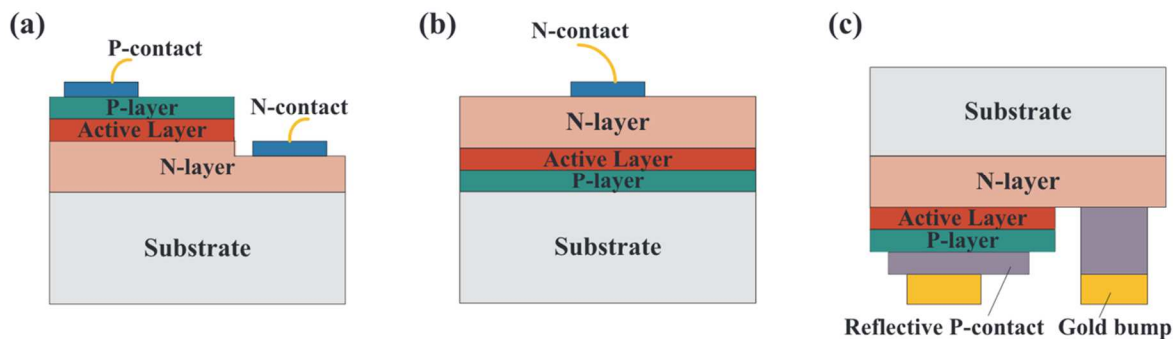 (a)
P-contact
P-layer
N-contact
Active Layer
N-layer
Substrate
(b)
N-contact
N-layer
Active Layer
P-layer
Substrate
(c)
Substrate
N-layer
Active Layer
P-layer
Reflective P-contact
Gold bump